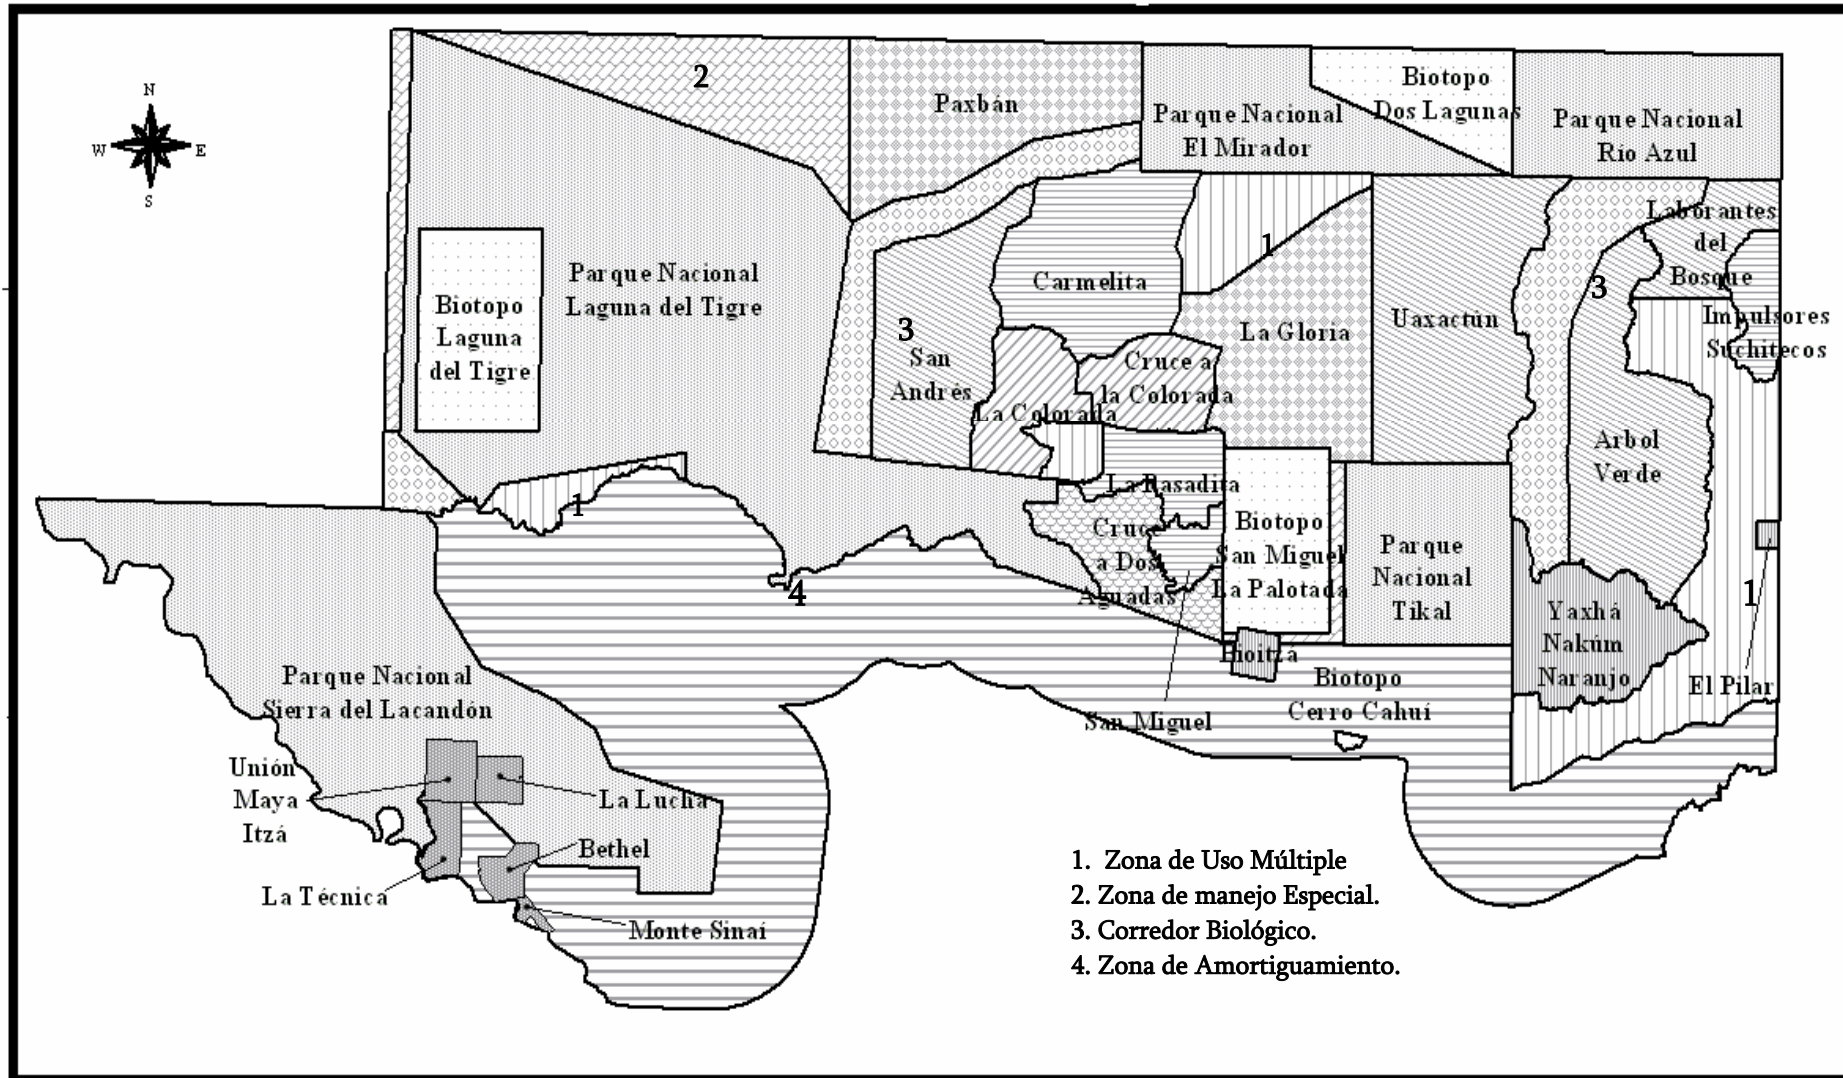 N
W
E
S
2
Paxbán
Parque Nacional
El Mirador
Biotopo
Dos Lagunas
Parque Nacional
Río Azul
Biotopo
Laguna
del Tigre
Parque Nacional
Laguna del Tigre
3
San
Andrés
Carmelita
1
La Gloria
Uaxactún
3
Laborantes
del
Bosque
Impulsores
Suchitecos
La Colorada
Cruce a
la Colorada
Arbol
Verde
1
4
La Pasadita
Cruce
a Dos
Aguadas
Biotopo
San Miguel
La Palotada
Parque
Nacional
Tikal
Yaxhá
Nakúm
Naranjo
1
El Pilar
Bioitzá
Biotopo
Cerro Cahuí
San Miguel
Parque Nacional
Sierra del Lacandón
Unión
Maya
Itzá
La Lucha
Bethel
La Técnica
Monte Sinaí
1. Zona de Uso Múltiple
2. Zona de manejo Especial.
3. Corredor Biológico.
4. Zona de Amortiguamiento.